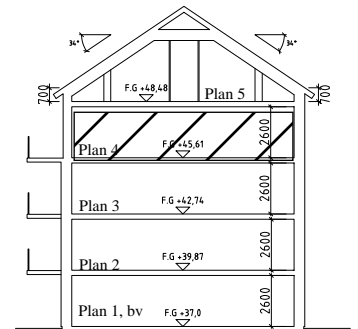 34° 34°
F.G +48,48
700 Plan 5 700
2600
F.G +45,61
Plan 4
F.G +42,74
Plan 3
2600
F.G +39,87
Plan 2
2600
Plan 1, bv
F.G +37,0
2600